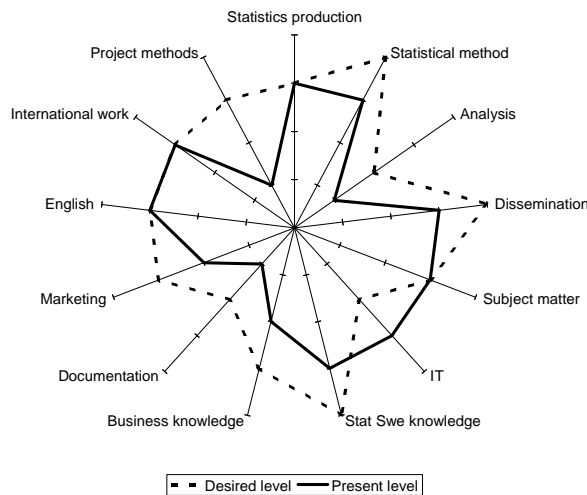 Statistics production
Project methods
Statistical method
International work
Analysis
English
Dissemination
Marketing
Subject matter
Documentation
IT
Business knowledge
Stat Swe knowledge
Desired level
Present level